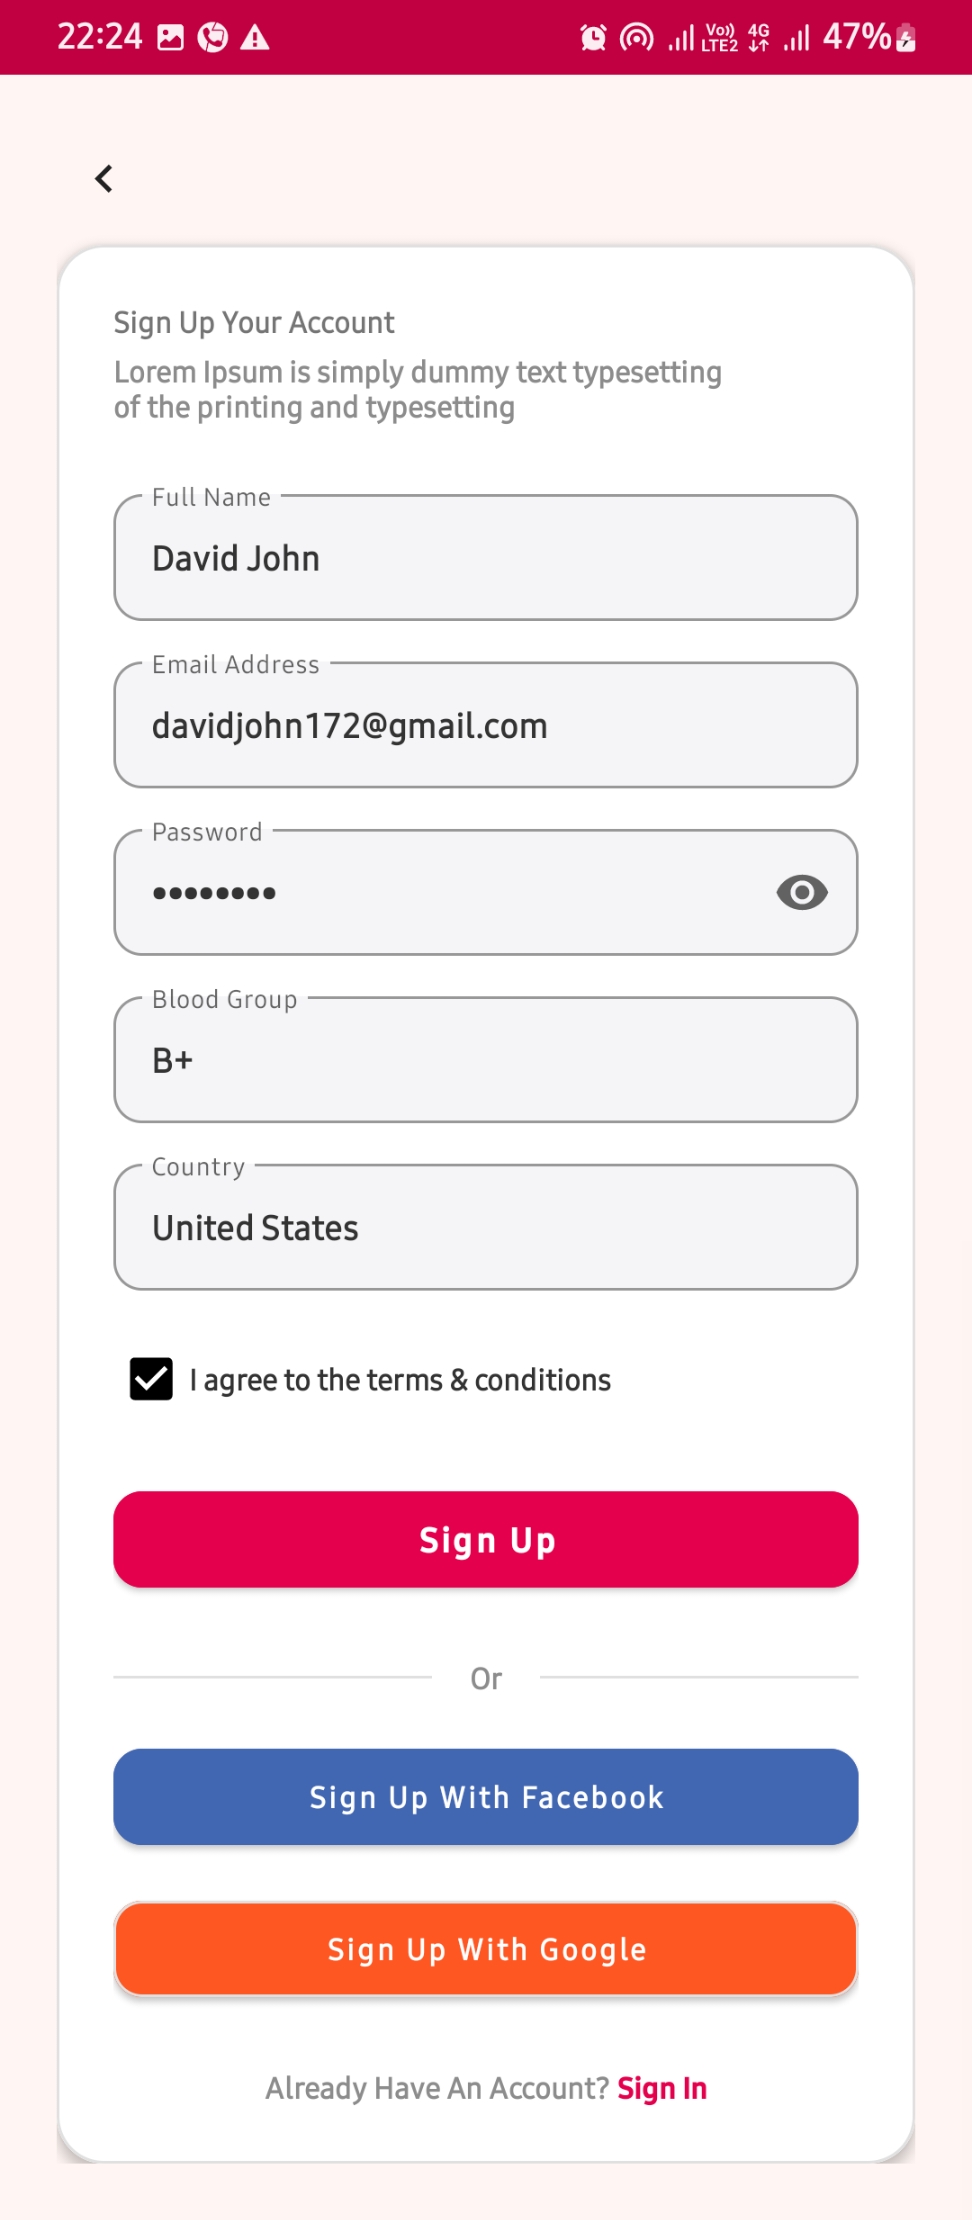 22:24
Vo)) LTE2 4G 47%
Sign Up Your Account
Lorem Ipsum is simply dummy text typesetting
of the printing and typesetting
Full Name
David John
Email Address
davidjohn172@gmail.com
Password
••••••••
Blood Group
B+
Country
United States
I agree to the terms & conditions
Sign Up
Or
Sign Up With Facebook
Sign Up With Google
Already Have An Account? Sign In